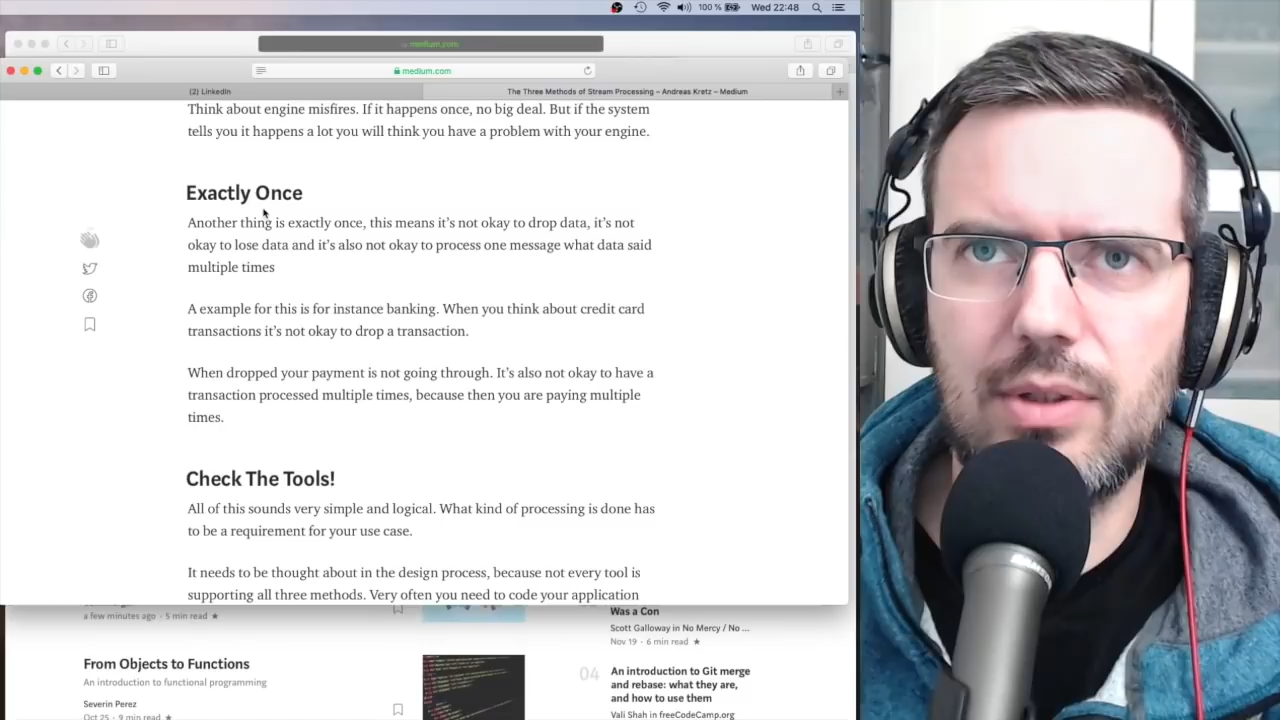 100 %
Wed 22:48
medium.com
medium.com
(2) LinkedIn
The Three Methods of Stream Processing – Andreas Kretz – Medium
Think about engine misfires. If it happens once, no big deal. But if the system
tells you it happens a lot you will think you have a problem with your engine.
Exactly Once
Another thing is exactly once, this means it's not okay to drop data, it's not
okay to lose data and it's also not okay to process one message what data said
multiple times
A example for this is for instance banking. When you think about credit card
transactions it's not okay to drop a transaction.
When dropped your payment is not going through. It's also not okay to have a
transaction processed multiple times, because then you are paying multiple
times.
Check The Tools!
All of this sounds very simple and logical. What kind of processing is done has
to be a requirement for your use case.
It needs to be thought about in the design process, because not every tool is
supporting all three methods. Very often you need to code your application
a few minutes ago · 5 min read ★
Was a Con
Scott Galloway in No Mercy / No ...
Nov 19 · 6 min read ★
From Objects to Functions
An introduction to functional programming
Severin Perez
Oct 25 · 9 min read ★
04
An introduction to Git merge
and rebase: what they are,
and how to use them
Vali Shah in freeCodeCamp.org